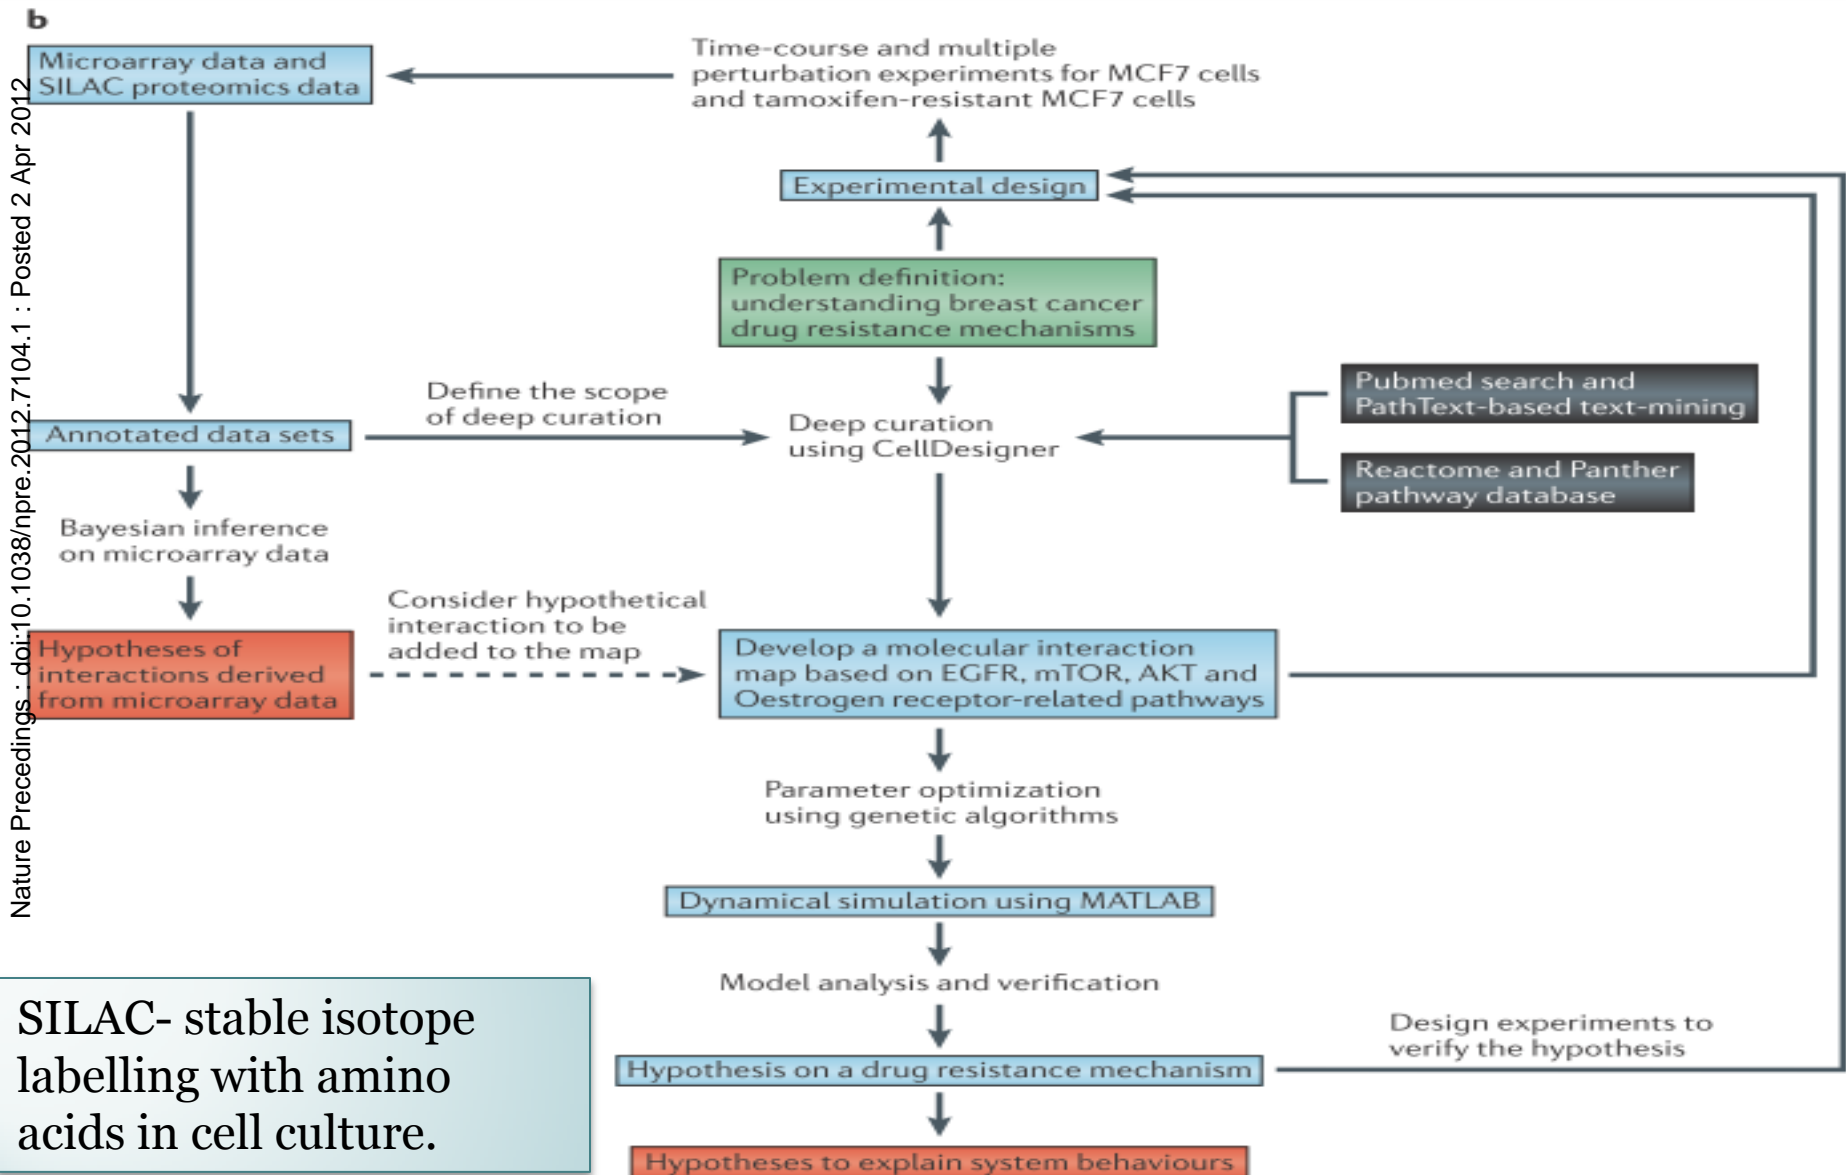 b
Microarray data and
SILAC proteomics data
Time-course and multiple
perturbation experiments for MCF7 cells
and tamoxifen-resistant MCF7 cells
Experimental design
Problem definition:
understanding breast cancer
drug resistance mechanisms
Define the scope
of deep curation
Annotated data sets
Deep curation
using CellDesigner
Pubmed search and
PathText-based text-mining
Reactome and Panther
pathway database
Bayesian inference
on microarray data
Consider hypothetical
interaction to be
added to the map
Hypotheses of
interactions derived
from microarray data
Develop a molecular interaction
map based on EGFR, mTOR, AKT and
Oestrogen receptor-related pathways
Parameter optimization
using genetic algorithms
Dynamical simulation using MATLAB
Model analysis and verification
Design experiments to
verify the hypothesis
Hypothesis on a drug resistance mechanism
Hypotheses to explain system behaviours
SILAC- stable isotope
labelling with amino
acids in cell culture.
Nature Precedings : doi:10.1038/npre.2012.7104.1 : Posted 2 Apr 2012